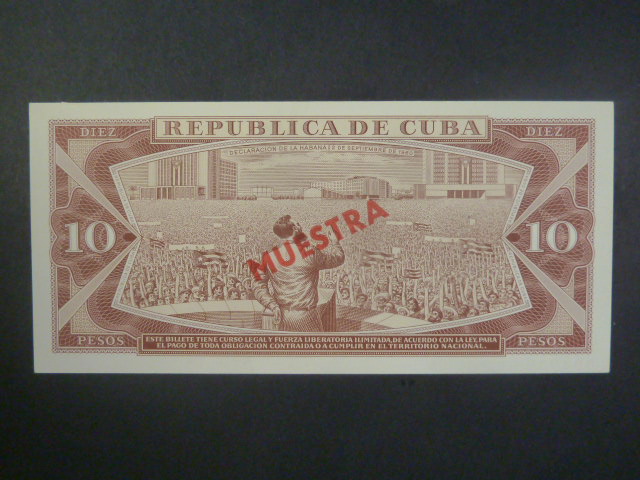 DIEZ
REPUBLICA DE CUBA
DIEZ
DECLARACION DE LA HABANA (2 DE SEPTIEMBRE DE 1960)
10
MUESTRA
10
PESOS
ESTE BILLETE TIENE CURSO LEGAL Y FUERZA LIBERATORIA ILIMITADA, DE ACUERDO CON LA LEY, PARA
EL PAGO DE TODA OBLIGACION CONTRAIDA O A CUMPLIR EN EL TERRITORIO NACIONAL.
PESOS